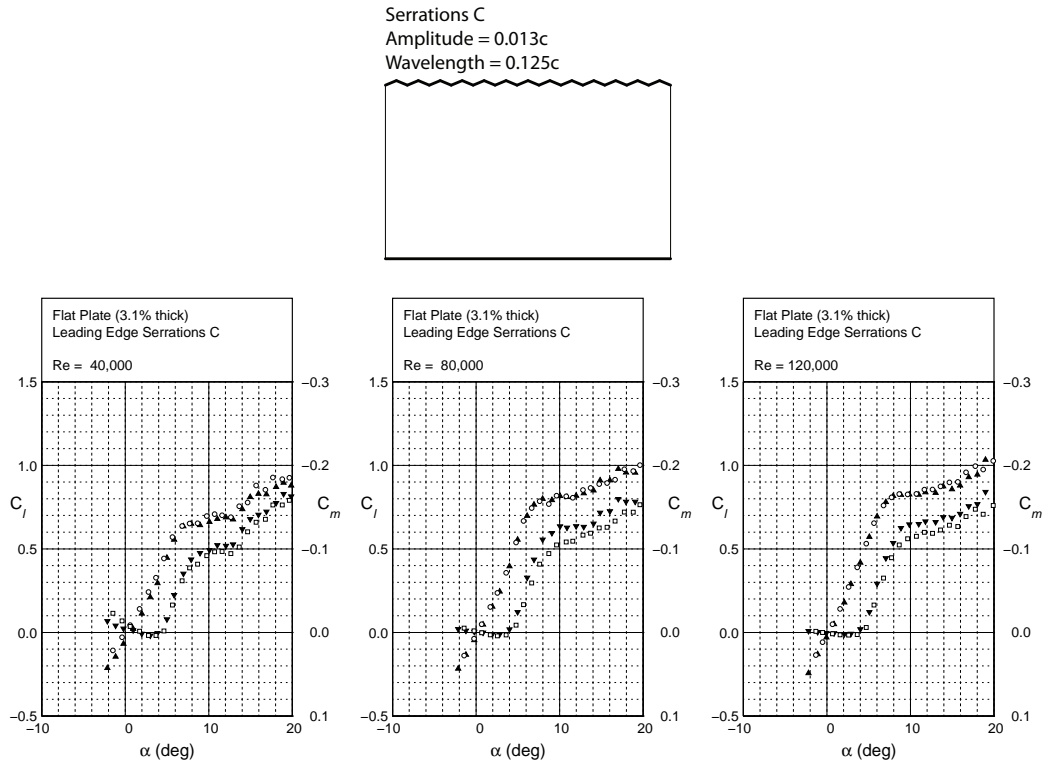 Serrations C
Amplitude = 0.013c
Wavelength = 0.125c
Flat Plate (3.1% thick)
Leading Edge Serrations C
Re = 40,000
1.5
1.0
0.5
0.0
−0.5
C_l
−0.3
−0.2
−0.1
0.0
0.1
C_m
−10
0
10
20
α (deg)
Flat Plate (3.1% thick)
Leading Edge Serrations C
Re = 80,000
1.5
1.0
0.5
0.0
−0.5
C_l
−0.3
−0.2
−0.1
0.0
0.1
C_m
−10
0
10
20
α (deg)
Flat Plate (3.1% thick)
Leading Edge Serrations C
Re = 120,000
1.5
1.0
0.5
0.0
−0.5
C_l
−0.3
−0.2
−0.1
0.0
0.1
C_m
−10
0
10
20
α (deg)